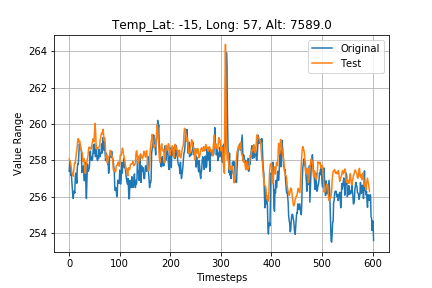 Temp_Lat: -15, Long: 57, Alt: 7589.0
Original
Test
264
262
260
258
256
254
Value Range
0 100 200 300 400 500 600
Timesteps